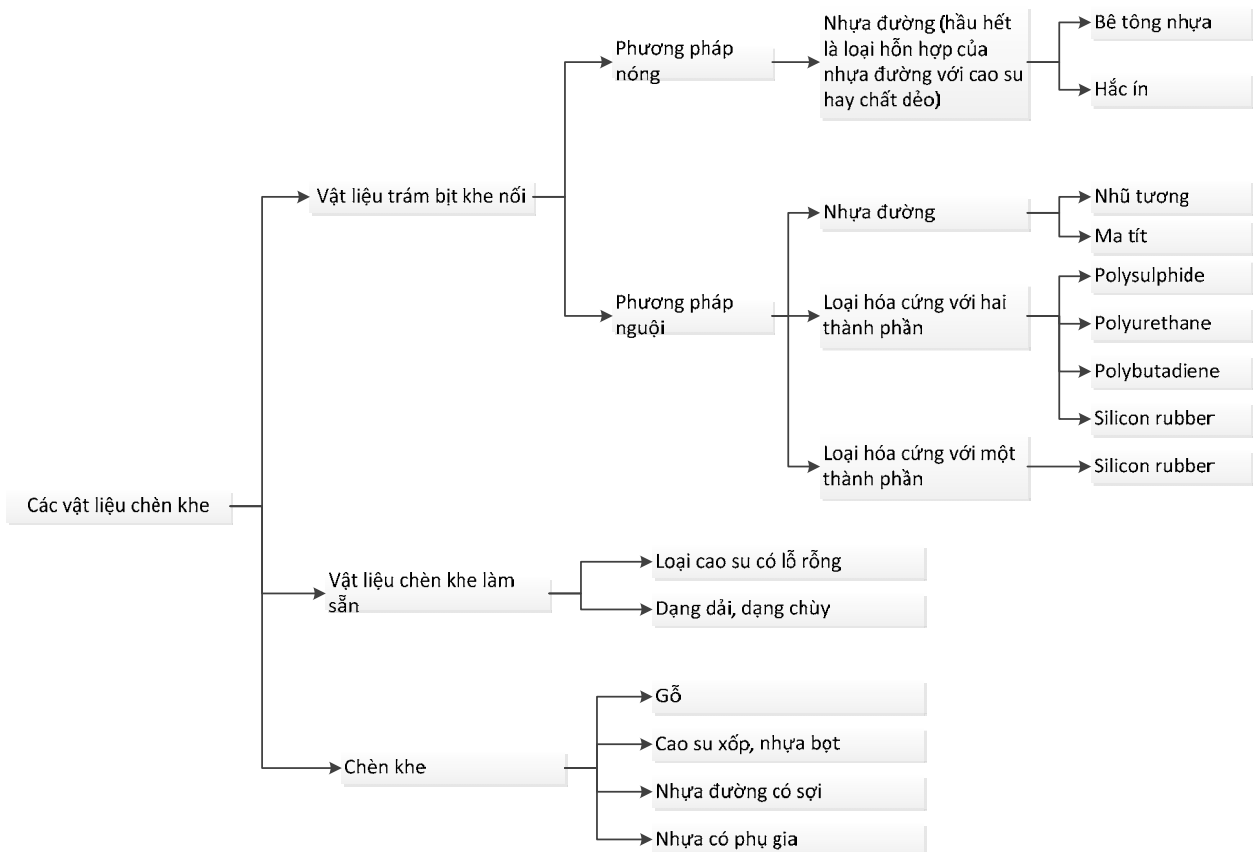 Các vật liệu chèn khe
Vật liệu trám bịt khe nối
Phương pháp
nóng
Nhựa đường (hầu hết
là loại hỗn hợp của
nhựa đường với cao su
hay chất dẻo)
Bê tông nhựa
Hắc ín
Phương pháp
nguội
Nhựa đường
Nhũ tương
Ma tít
Loại hóa cứng với hai
thành phần
Polysulphide
Polyurethane
Polybutadiene
Silicon rubber
Loại hóa cứng với một
thành phần
Silicon rubber
Vật liệu chèn khe làm
sẵn
Loại cao su có lỗ rỗng
Dạng dải, dạng chùy
Chèn khe
Gỗ
Cao su xốp, nhựa bọt
Nhựa đường có sợi
Nhựa có phụ gia